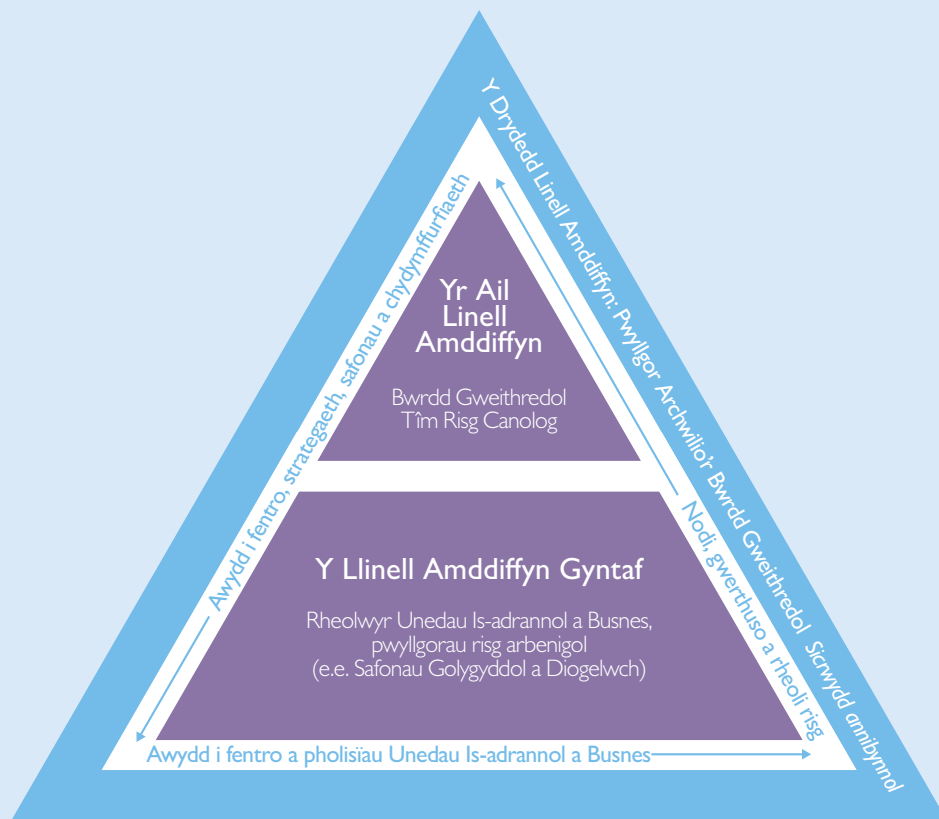 Y Drydedd Linell Amddiffyn: Pwyllgor Archwilio'r Bwrdd Gweithredol Sicrwydd annibynnol
Awydd i fentro, strategaeth, safonau a chydymffurfiaeth
Yr Ail
Linell
Amddiffyn
Bwrdd Gweithredol
Tîm Risg Canolog
Nodi, gwerthuso a rheoli risg
Y Llinell Amddiffyn Gyntaf
Rheolwyr Unedau Is-adrannol a Busnes,
pwyllgorau risg arbenigol
(e.e. Safonau Golygyddol a Diogelwch)
Awydd i fentro a pholisïau Unedau Is-adrannol a Busnes